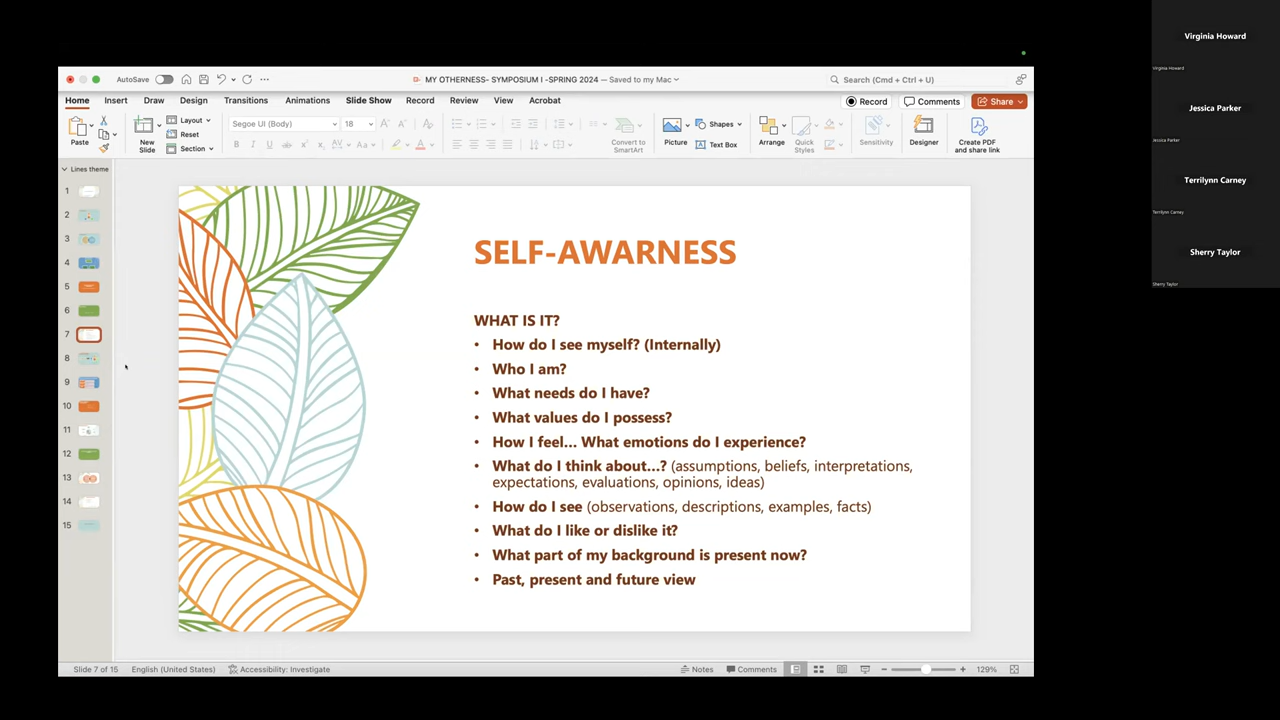 AutoSave
MY OTHERNESS- SYMPOSIUM I -SPRING 2024 — Saved to my Mac
Search (Cmd + Ctrl + U)
Home Insert Draw Design Transitions Animations Slide Show Record Review View Acrobat
Record Comments Share
Paste
New Slide
Layout
Reset
Section
Segoe UI (Body) 18
Convert to SmartArt
Picture
Shapes
Text Box
Arrange
Quick Styles
Sensitivity
Designer
Create PDF and share link
Lines theme
1
2
3
4
5
6
7
8
9
10
11
12
13
14
15
SELF-AWARNESS
WHAT IS IT?
• How do I see myself? (Internally)
• Who I am?
• What needs do I have?
• What values do I possess?
• How I feel... What emotions do I experience?
• What do I think about...? (assumptions, beliefs, interpretations,
expectations, evaluations, opinions, ideas)
• How do I see (observations, descriptions, examples, facts)
• What do I like or dislike it?
• What part of my background is present now?
• Past, present and future view
Slide 7 of 15 English (United States) Accessibility: Investigate
Notes Comments 129%
Virginia Howard
Virginia Howard
Jessica Parker
Jessica Parker
Terrilynn Carney
Terrilynn Carney
Sherry Taylor
Sherry Taylor